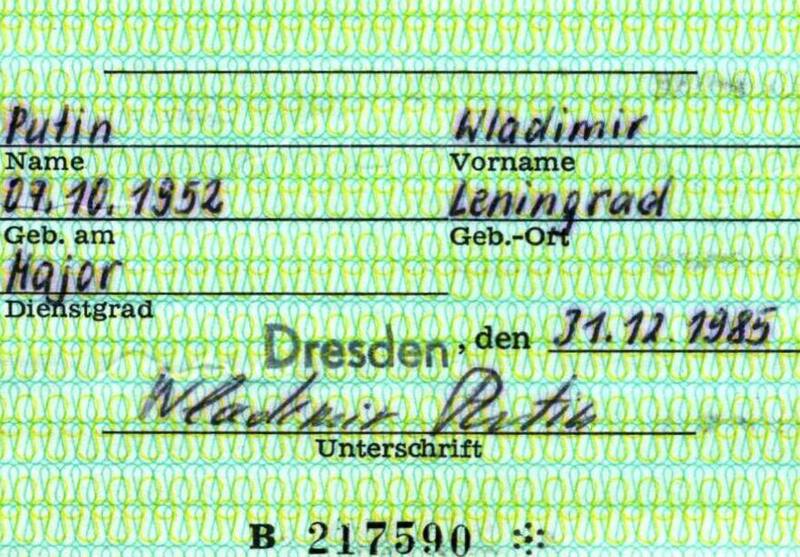 Putin Wladimir
Name Vorname
07.10.1952 Leningrad
Geb. am Geb.-Ort
Major
Dienstgrad
Dresden, den 31.12.1985
Wladimir Putin
Unterschrift
B 217590